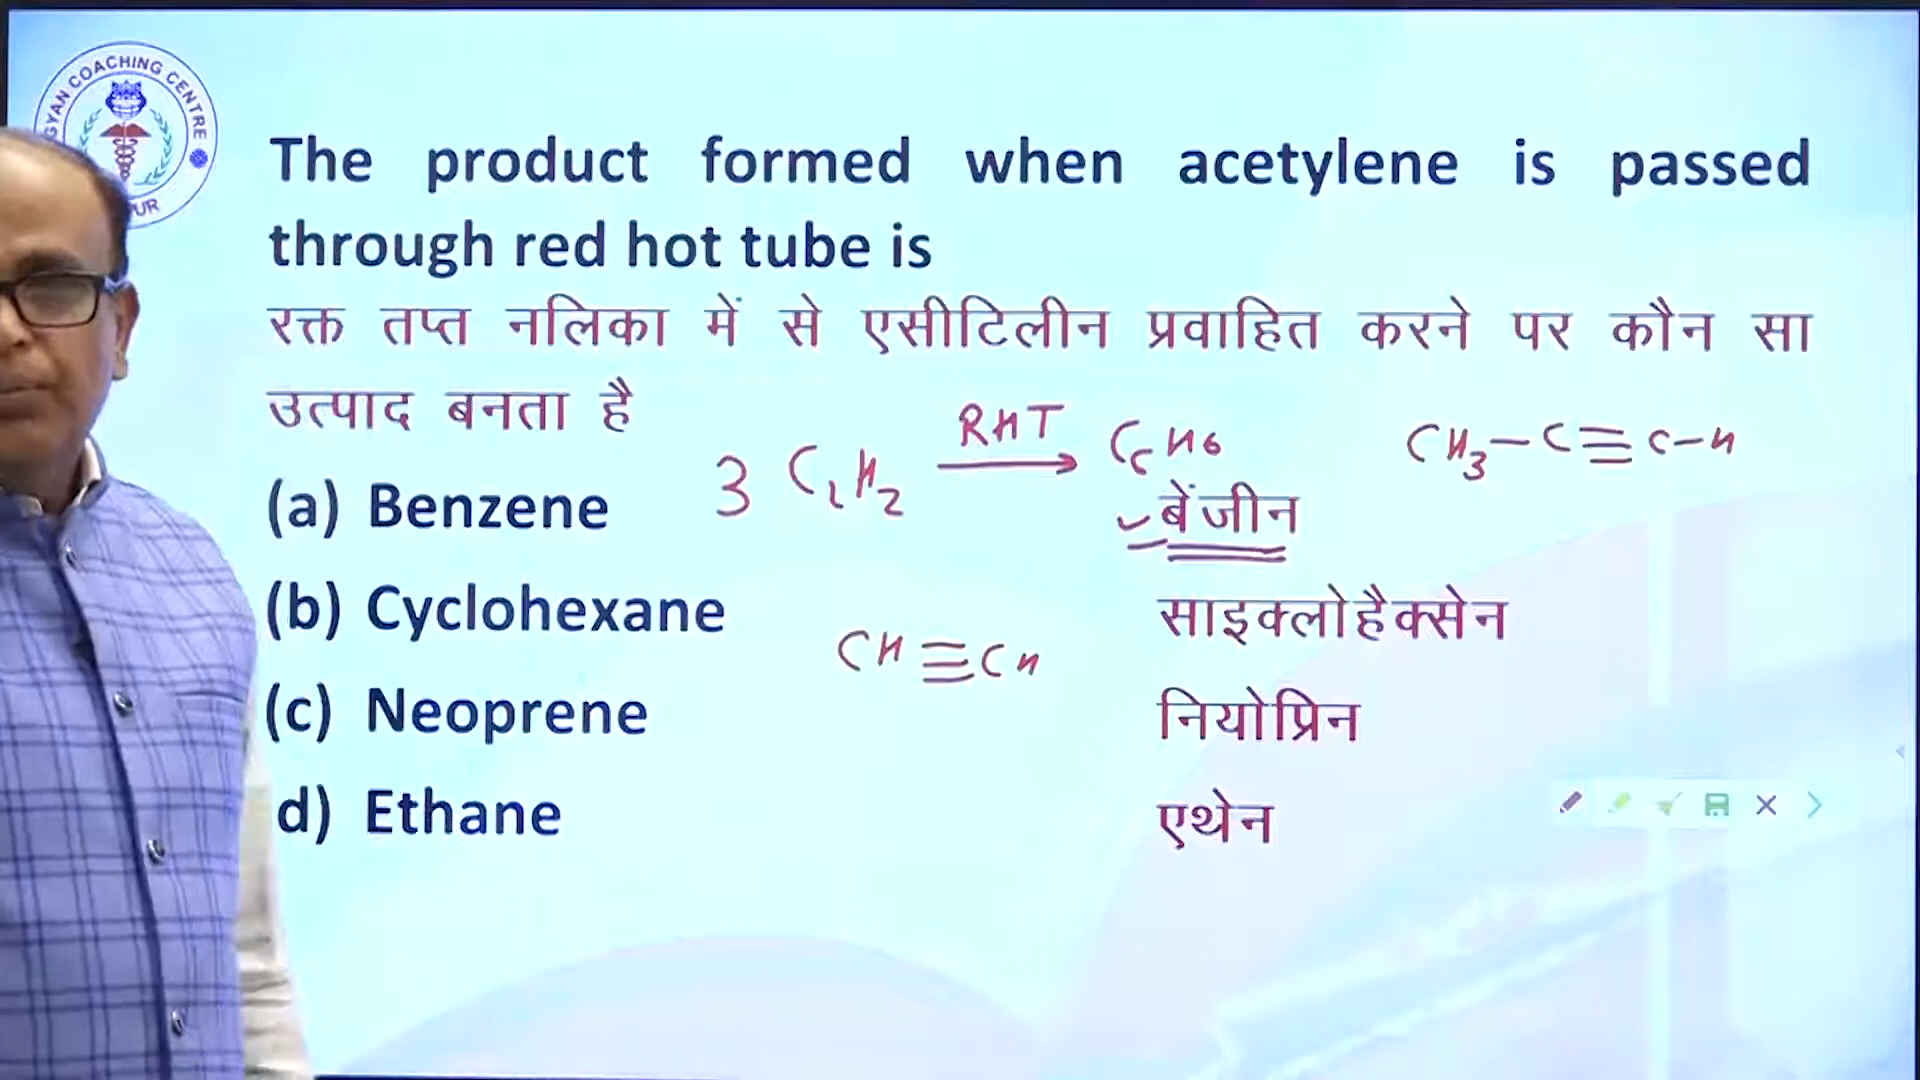 GYAN COACHING CENTRE
PUR
The product formed when acetylene is passed
through red hot tube is
रक्त तप्त नलिका में से एसीटिलीन प्रवाहित करने पर कौन सा
उत्पाद बनता है
3 C₂H₂ RHT → C₆H₆
CH₃–C≡C–H
(a) Benzene बेंजीन
(b) Cyclohexane साइक्लोहैक्सेन
CH≡CH
(c) Neoprene नियोप्रिन
d) Ethane एथेन